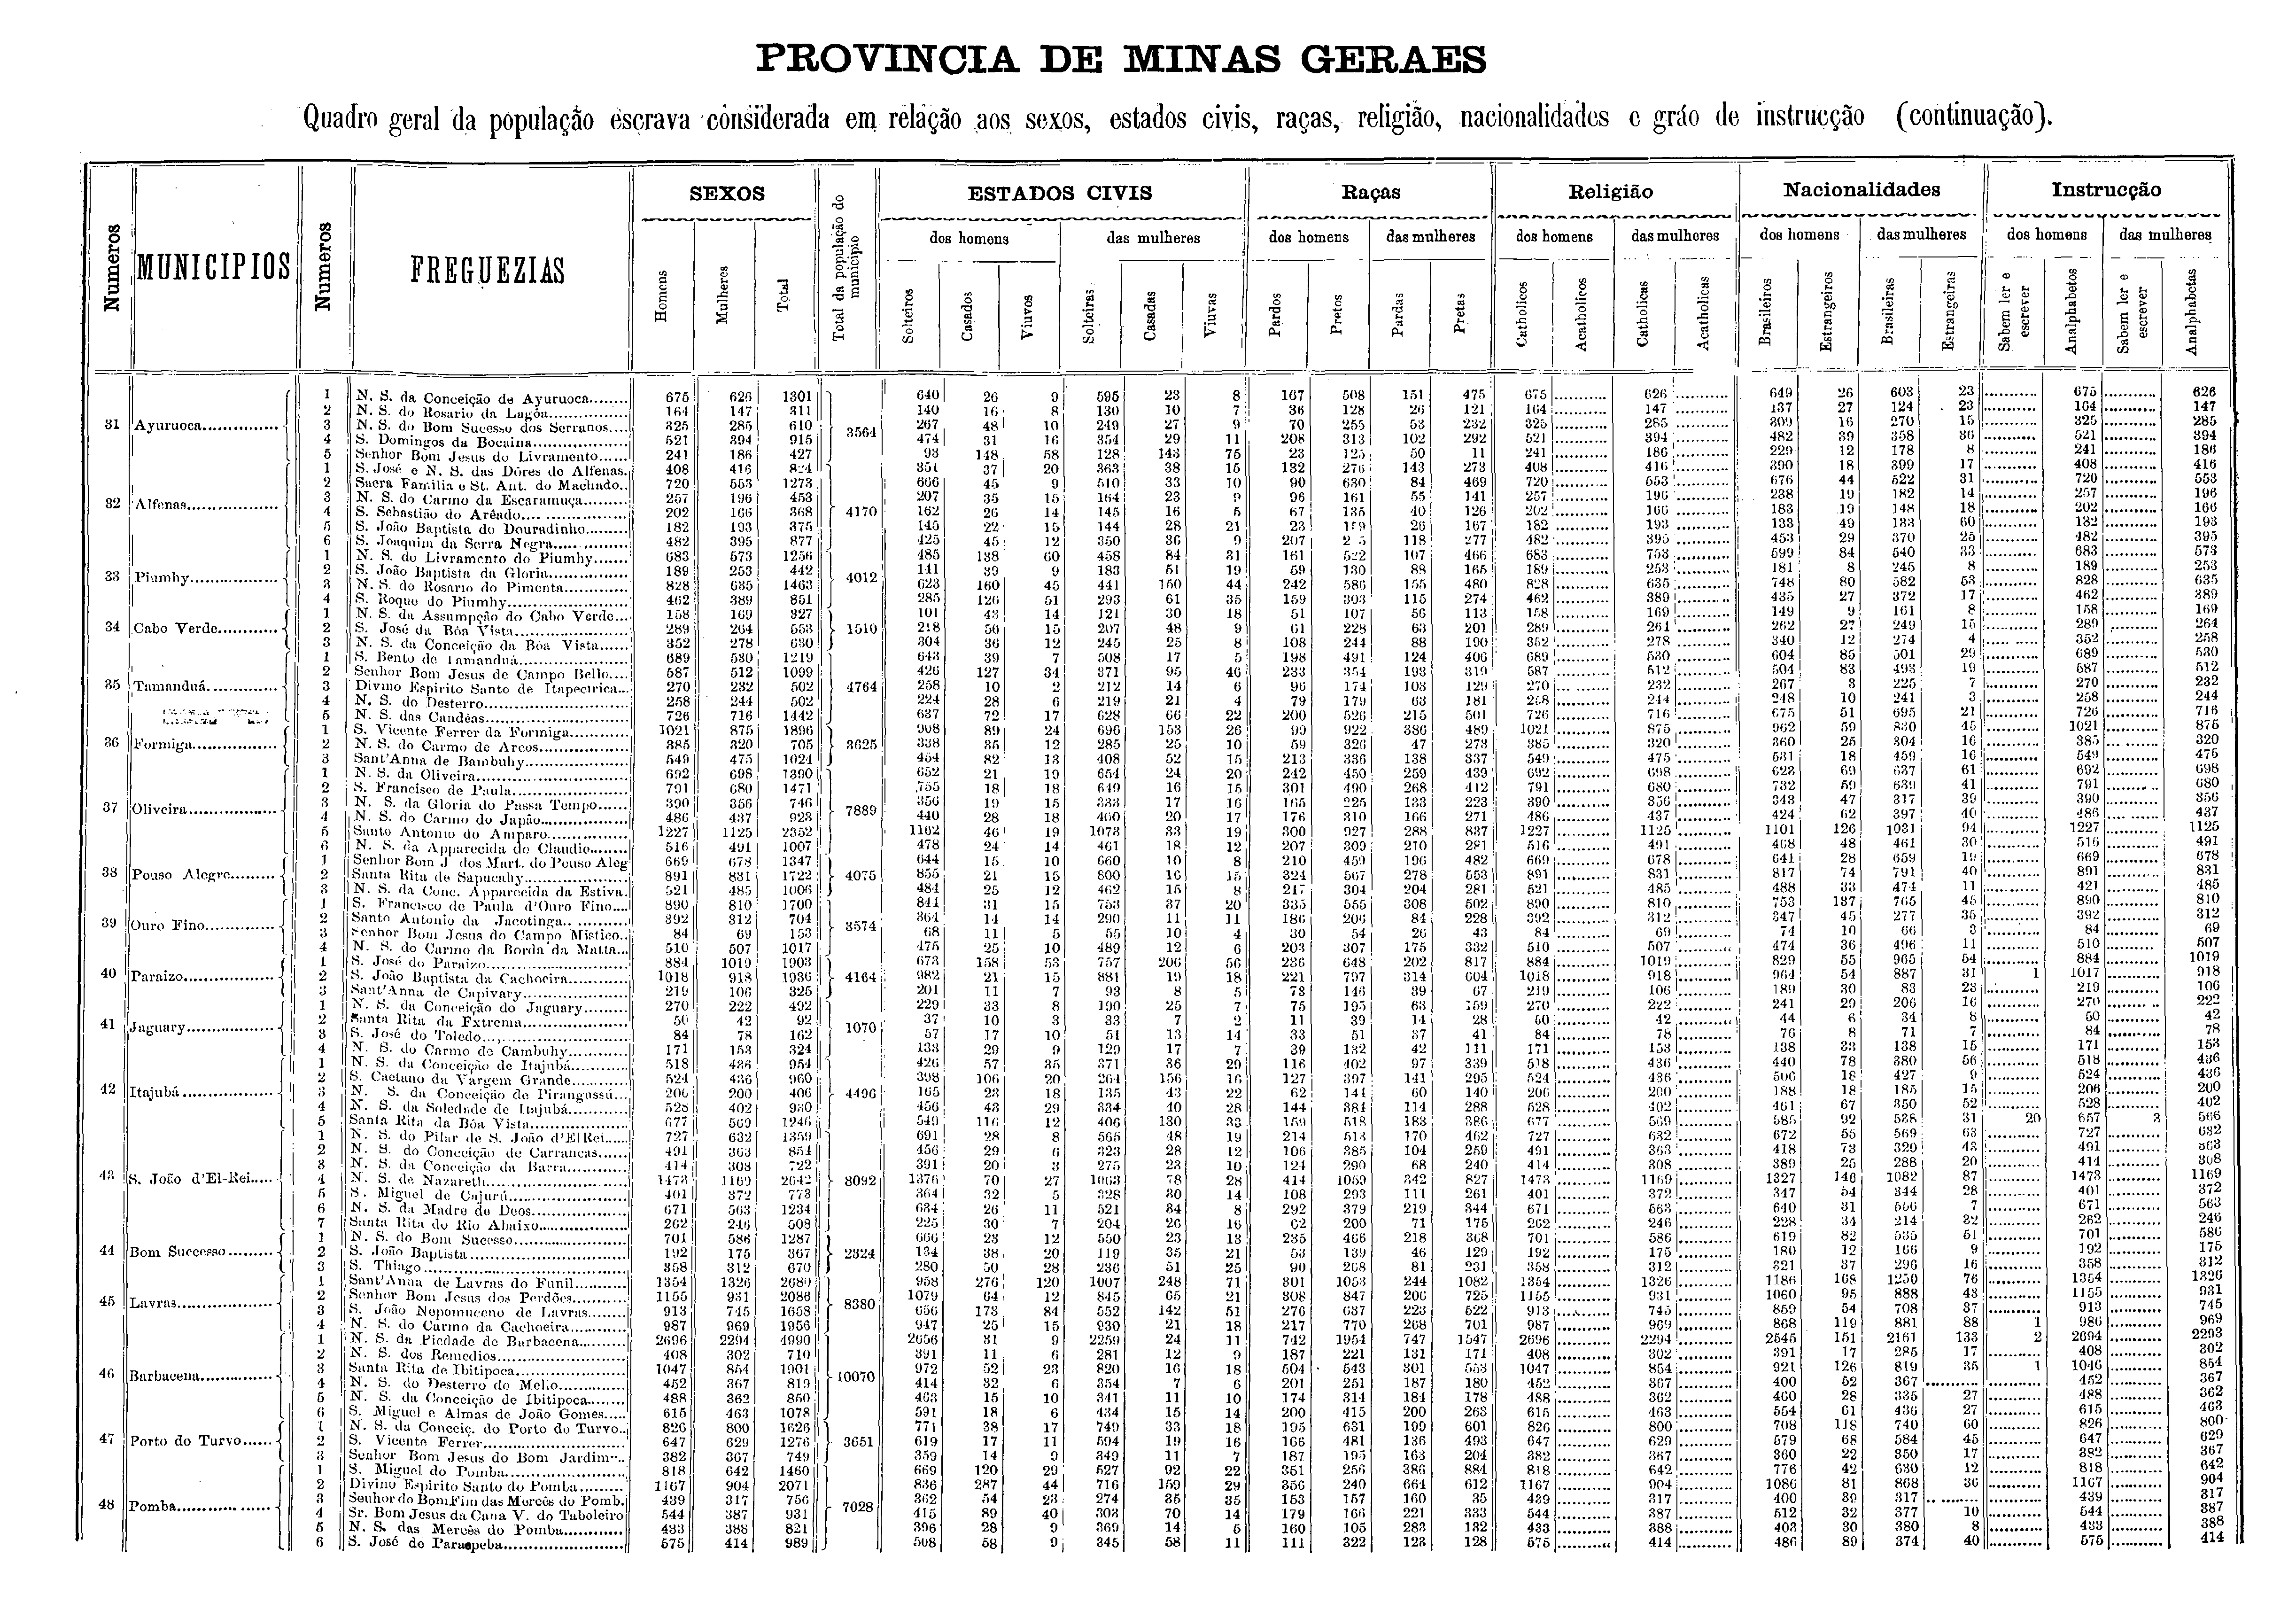 PROVINCIA DE MINAS GERAES
Quadro geral da população escrava considerada em relação aos sexos, estados civis, raças, religião, nacionalidades e gráo de instrucção (continuação).
Numeros MUNICIPIOS Numeros FREGUEZIAS SEXOS Total da população do municipio ESTADOS CIVIS Raças Religião Nacionalidades Instrucção
dos homens das mulheres dos homens das mulheres dos homens das mulheres dos homens das mulheres dos homens das mulheres
Homens Mulheres Total Solteiros Casados Viuvos Solteiras Casadas Viuvas Pardos Pretos Pardas Pretas Catholicos Acatholicos Catholicas Acatholicas Brasileiros Estrangeiros Brasileiras Estrangeiras Sabem ler e escrever Analphabetos Sabem ler e escrever Analphabetas
31 Ayuruoca 3564
1 N. S. da Conceição de Ayuruoca 675 626 1301 640 26 9 595 23 8 167 508 151 475 675 626 649 26 603 23 675 626
2 N. S. do Rosario da Lagôa 164 147 311 140 16 8 130 10 7 36 128 26 121 164 147 137 27 124 23 164 147
3 N. S. do Bom Sucesso dos Serranos 325 285 610 267 48 10 249 27 9 70 255 53 232 325 285 309 16 270 15 325 285
4 S. Domingos da Bocaina 521 394 915 474 31 16 354 29 11 208 313 102 292 521 394 482 39 358 36 521 394
5 Senhor Bom Jesus do Livramento 241 186 427 93 148 58 128 143 75 23 125 50 11 241 186 229 12 178 8 241 186
32 Alfenas 4170
1 S. José e N. S. das Dôres de Alfenas 408 416 824 351 37 20 363 38 15 132 276 143 273 408 416 390 18 399 17 408 416
2 Sacra Familia e St. Ant. do Machado 720 553 1273 666 45 9 510 33 10 90 630 84 469 720 553 676 44 522 31 720 553
3 N. S. do Carmo da Escaramuça 257 196 453 207 35 15 164 23 9 96 161 55 141 257 196 238 19 182 14 257 196
4 S. Sebastião do Arêado 202 166 368 162 26 14 145 16 5 67 135 40 126 202 166 183 19 148 18 202 166
5 S. João Baptista do Douradinho 182 193 375 145 22 15 144 28 21 23 159 26 167 182 193 133 49 133 60 182 193
6 S. Joaquim da Serra Negra 482 395 877 425 45 12 350 36 9 207 118 277 482 395 453 29 370 25 482 395
33 Piumhy 4012
1 N. S. do Livramento do Piumhy 683 573 1256 485 138 60 458 84 31 161 522 107 466 683 753 599 84 540 33 683 573
2 S. João Baptista da Gloria 189 253 442 141 39 9 183 51 19 59 130 88 165 189 253 181 8 245 8 189 253
3 N. S. do Rosario do Pimenta 828 635 1463 623 160 45 441 150 44 242 586 155 480 828 635 748 80 582 53 828 635
4 S. Roque do Piumhy 462 389 851 285 126 51 293 61 35 159 303 115 274 462 389 435 27 372 17 462 389
34 Cabo Verde 1510
1 N. S. da Assumpção do Cabo Verde 158 169 327 101 43 14 121 30 18 51 107 56 113 158 169 149 9 161 8 158 169
2 S. José da Bôa Vista 289 264 553 218 56 15 207 48 9 61 228 63 201 289 264 262 27 249 15 289 264
3 N. S. da Conceição da Bôa Vista 352 278 630 304 36 12 245 25 8 108 244 88 190 352 278 340 12 274 4 352 258
35 Tamanduá 4764
1 S. Bento de Tamanduá 689 530 1219 643 39 7 508 17 5 198 491 124 406 689 530 604 85 501 29 689 530
2 Senhor Bom Jesus de Campo Bello 587 512 1099 426 127 34 371 95 46 233 354 193 319 587 512 504 83 493 19 587 512
3 Divino Espirito Santo de Itapecirica 270 232 502 258 10 2 212 14 6 96 174 103 129 270 232 267 3 225 7 270 232
4 N. S. do Desterro 258 244 502 224 28 6 219 21 4 79 179 63 181 258 244 248 10 241 3 258 244
5 N. S. das Candêas 726 716 1442 637 72 17 628 66 22 200 526 215 501 726 716 675 51 695 21 726 716
36 Formiga 3625
1 S. Vicente Ferrer da Formiga 1021 875 1896 908 89 24 696 153 26 99 922 386 489 1021 875 962 59 830 45 1021 875
2 N. S. do Carmo de Arcos 385 320 705 338 35 12 285 25 10 59 326 47 273 385 320 360 25 304 16 385 320
3 Sant'Anna de Bambuhy 549 475 1024 454 82 13 408 52 15 213 336 138 337 549 475 531 18 459 16 549 475
37 Oliveira 7889
1 N. S. da Oliveira 692 698 1390 652 21 19 654 24 20 242 450 259 439 692 698 623 69 637 61 692 698
2 S. Francisco de Paula 791 680 1471 755 18 18 649 16 15 301 490 268 412 791 680 732 59 639 41 791 680
3 N. S. da Gloria do Passa Tempo 390 356 746 356 19 15 333 17 16 165 225 133 223 390 356 343 47 317 39 390 356
4 N. S. do Carmo do Japão 486 437 923 440 28 18 400 20 17 176 310 166 271 486 437 424 62 397 40 486 437
5 Santo Antonio do Amparo 1227 1125 2352 1162 46 19 1073 33 19 300 927 288 837 1227 1125 1101 126 1031 94 1227 1125
6 N. S. da Apparecida do Claudio 516 491 1007 478 24 14 461 18 12 207 309 210 281 516 491 468 48 461 30 516 491
38 Pouso Alegre 4075
1 Senhor Bom J dos Mart. do Pouso Aleg 669 678 1347 644 15 10 660 10 8 210 459 196 482 669 678 641 28 659 19 669 678
2 Santa Rita de Sapucahy 891 831 1722 855 21 15 800 16 15 324 567 278 553 891 831 817 74 791 40 891 831
3 N. S. da Conc. Apparecida da Estiva 521 485 1006 484 25 12 462 15 8 217 304 204 281 521 485 488 33 474 11 421 485
39 Ouro Fino 3574
1 S. Francisco de Paula d'Ouro Fino 890 810 1700 844 31 15 753 37 20 335 555 308 502 890 810 753 137 765 45 890 810
2 Santo Antonio da Jacotinga 392 312 704 364 14 14 290 11 11 186 206 84 228 392 312 347 45 277 35 392 312
3 Senhor Bom Jesus do Campo Mistico 84 69 153 68 11 5 55 10 4 30 54 26 43 84 69 74 10 66 3 84 69
4 N. S. do Carmo da Borda da Matta 510 507 1017 475 25 10 489 12 6 203 307 175 332 510 507 474 36 496 11 510 507
40 Paraizo 4164
1 S. José do Paraizo 884 1019 1903 673 158 53 757 206 56 236 648 202 817 884 1019 829 55 965 54 884 1019
2 S. João Baptista da Cachoeira 1018 918 1936 982 21 15 881 19 18 221 797 314 604 1018 918 964 54 887 31 1 1017 918
3 Sant'Anna de Capivary 219 106 325 201 11 7 93 8 5 73 146 39 67 219 106 189 30 83 23 219 106
41 Jaguary 1070
1 N. S. da Conceição do Jaguary 270 222 492 229 33 8 190 25 7 75 195 63 159 270 222 241 29 206 16 270 222
2 Santa Rita da Extrema 50 42 92 37 10 3 33 7 2 11 39 14 28 50 42 44 6 34 8 50 42
3 S. José do Toledo 84 78 162 57 17 10 51 13 14 33 51 37 41 84 78 76 8 71 7 84 78
4 N. S. do Carmo de Cambuhy 171 153 324 133 29 9 129 17 7 39 132 42 111 171 153 138 33 138 15 171 153
42 Itajubá 4496
1 N. S. da Conceição de Itajubá 518 436 954 426 57 35 371 36 29 116 402 97 339 518 436 440 78 380 56 518 436
2 S. Caetano da Vargem Grande 524 436 960 398 106 20 264 156 16 127 397 141 295 524 436 506 18 427 9 524 436
3 N. S. da Conceição de Pirangussú 206 200 406 165 23 18 135 43 22 62 141 60 140 206 200 188 18 185 15 206 200
4 N. S. da Soledade de Itajubá 528 402 930 456 43 29 334 40 28 144 384 114 288 528 402 461 67 350 52 528 402
5 Santa Rita da Bôa Vista 677 569 1246 549 116 12 406 130 33 159 518 183 386 677 569 585 92 538 31 20 657 3 566
43 S. João d'El-Rei 8092
1 N. S. do Pilar de S. João d'El Rei 727 632 1359 691 28 8 565 48 19 214 513 170 462 727 632 672 55 569 63 727 632
2 N. S. do Conceição de Carrancas 491 363 854 456 29 6 323 28 12 106 385 104 259 491 363 418 73 320 43 491 363
3 N. S. da Conceição da Barra 414 308 722 391 20 3 275 23 10 124 290 68 240 414 308 389 25 288 20 414 308
4 N. S. de Nazareth 1473 1169 2642 1376 70 27 1063 78 28 414 1059 342 827 1473 1169 1327 146 1082 87 1473 1169
5 S. Miguel de Cajurú 401 372 773 364 32 5 328 30 14 108 293 111 261 401 372 347 54 344 28 401 372
6 N. S. da Madre de Deos 671 563 1234 634 26 11 521 34 8 292 379 219 344 671 563 640 31 556 7 671 563
7 Santa Rita do Rio Abaixo 262 246 508 225 30 7 204 26 16 62 200 71 175 262 246 228 34 214 32 262 246
44 Bom Successo 2324
1 N. S. do Bom Sucesso 701 586 1287 666 23 12 550 23 13 235 466 218 368 701 586 619 82 535 51 701 586
2 S. João Baptista 192 175 367 134 38 20 119 35 21 53 139 46 129 192 175 180 12 166 9 192 175
3 S. Thiago 358 312 670 280 50 28 236 51 25 90 268 81 231 358 312 321 37 296 16 358 312
45 Lavras 8380
1 Sant'Anna de Lavras do Funil 1354 1326 2680 958 276 120 1007 248 71 301 1053 244 1082 1354 1326 1186 168 1250 76 1354 1326
2 Senhor Bom Jesus dos Perdões 1155 931 2086 1079 64 12 845 65 21 308 847 206 725 1155 931 1060 95 888 43 1155 931
3 S. João Nepomuceno de Lavras 913 745 1658 656 173 84 552 142 51 276 637 223 522 913 745 859 54 708 37 913 745
4 N. S. do Carmo da Cachoeira 987 969 1956 947 25 15 930 21 18 217 770 268 701 987 969 868 119 881 88 1 986 969
46 Barbacena 10070
1 N. S. da Piedade de Barbacena 2696 2294 4990 2656 31 9 2259 24 11 742 1954 747 1547 2696 2294 2545 151 2161 133 2 2694 2293
2 N. S. dos Remedios 408 302 710 391 11 6 281 12 9 187 221 131 171 408 302 391 17 285 17 408 302
3 Santa Rita de Ibitipoca 1047 854 1901 972 52 23 820 16 18 504 543 301 553 1047 854 921 126 819 35 1 1046 854
4 N. S. do Desterro do Mello 452 367 819 414 32 6 354 7 6 201 251 187 180 452 367 400 52 367 452 367
5 N. S. da Conceição de Ibitipoca 488 362 850 463 15 10 341 11 10 174 314 184 178 488 362 460 28 335 27 488 362
6 S. Miguel e Almas de João Gomes 615 463 1078 591 18 6 434 15 14 200 415 200 263 615 463 554 61 436 27 615 463
47 Porto do Turvo 3651
1 N. S. da Conceiç. do Porto do Turvo 826 800 1626 771 38 17 749 33 18 195 631 199 601 826 800 708 118 740 60 826 800
2 S. Vicente Ferrer 647 629 1276 619 17 11 594 19 16 166 481 136 493 647 629 579 68 584 45 647 629
3 Senhor Bom Jesus do Bom Jardim 382 367 749 359 14 9 349 11 7 187 195 163 204 382 367 360 22 350 17 382 367
48 Pomba 7028
1 S. Miguel do Pomba 818 642 1460 669 120 29 527 92 22 351 256 386 884 818 642 776 42 630 12 818 642
2 Divino Espirito Santo do Pomba 1167 904 2071 836 287 44 716 159 29 356 240 664 612 1167 904 1086 81 868 36 1167 904
3 Senhor do Bom Fim das Mercês do Pomb. 439 317 756 362 54 23 274 35 35 153 157 160 35 439 317 400 39 317 439 317
4 Sr. Bom Jesus da Cana V. do Taboleiro 544 387 931 415 89 40 303 70 14 179 166 221 333 544 387 512 32 377 10 544 387
5 N. S. das Mercês do Pomba 433 388 821 396 28 9 369 14 5 160 105 283 132 433 388 403 30 380 8 433 388
6 S. José do Paraopeba 575 414 989 508 58 9 345 58 11 111 322 123 128 575 414 486 89 374 40 575 414